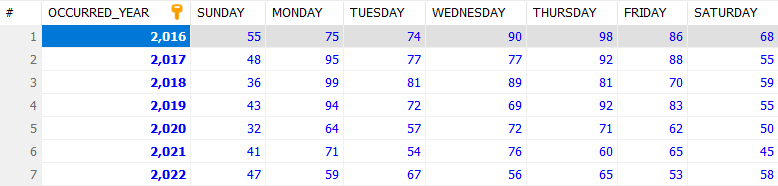 # OCCURRED_YEAR SUNDAY MONDAY TUESDAY WEDNESDAY THURSDAY FRIDAY SATURDAY
1 2,016 55 75 74 90 98 86 68
2 2,017 48 95 77 77 92 88 55
3 2,018 36 99 81 89 81 70 59
4 2,019 43 94 72 69 92 83 55
5 2,020 32 64 57 72 71 62 50
6 2,021 41 71 54 76 60 65 45
7 2,022 47 59 67 56 65 53 58